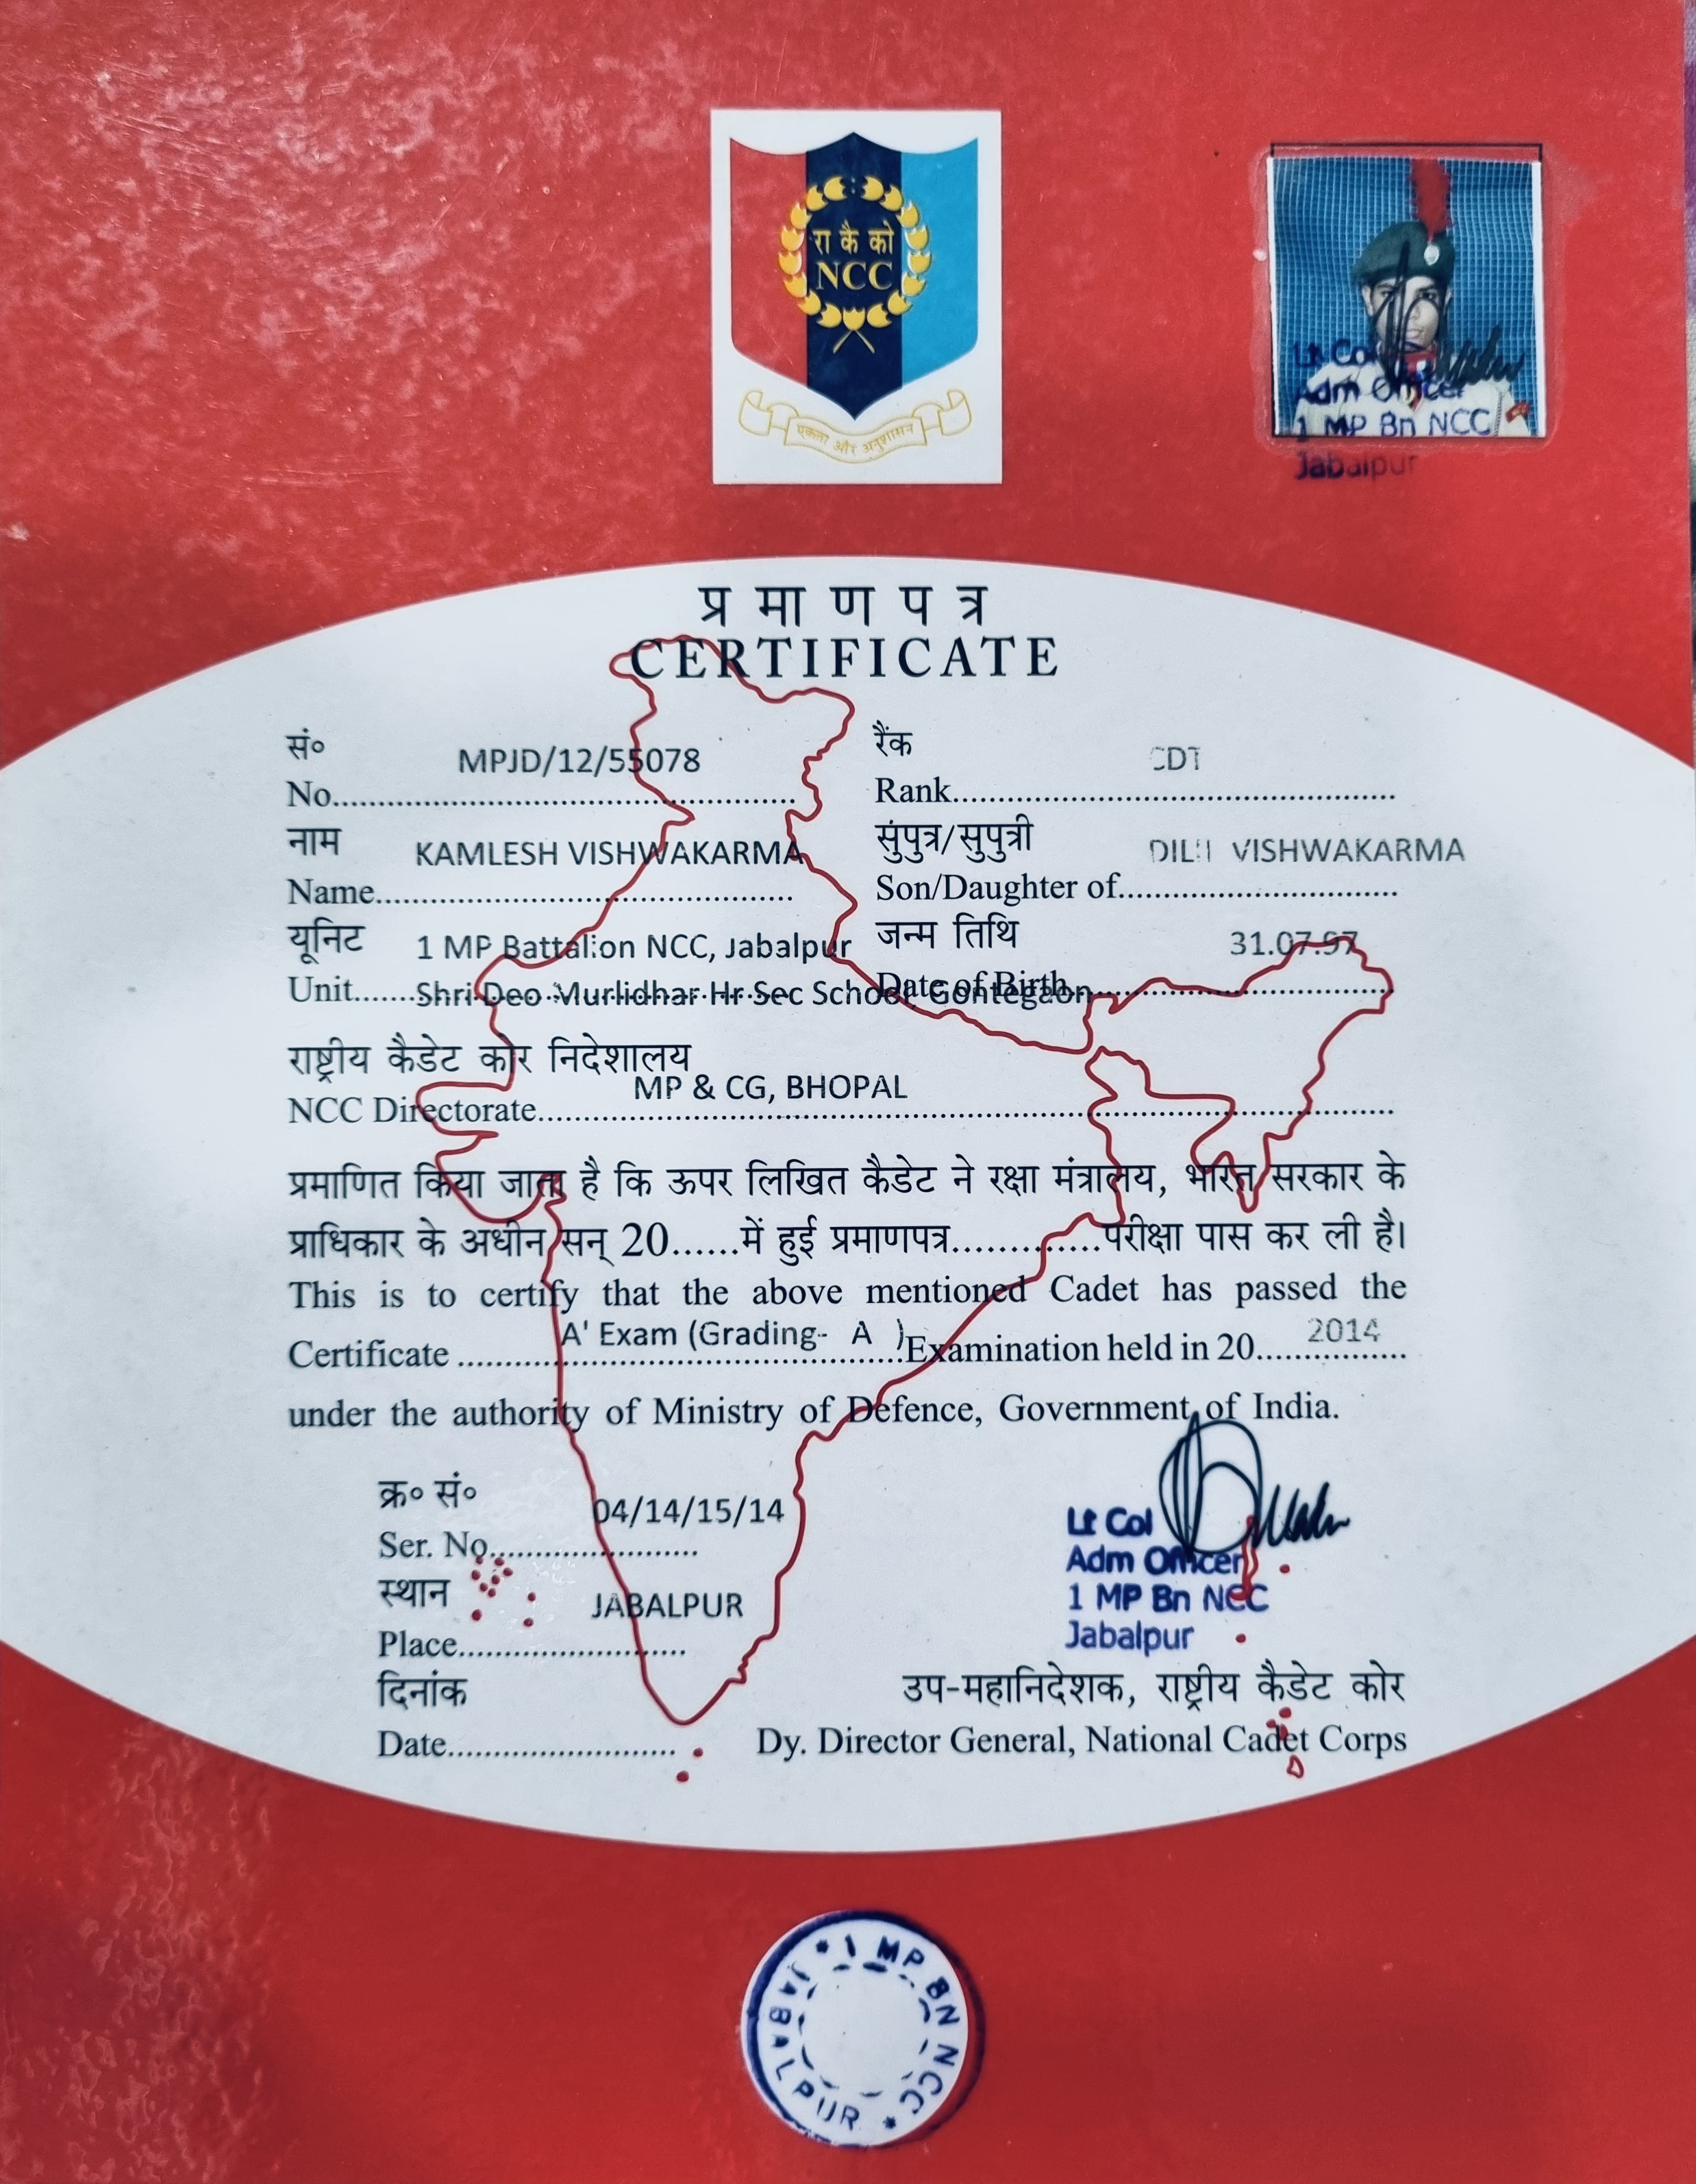 रा कै को
NCC
एकता और अनुशासन
Lt Col
Adm Officer
1 MP Bn NCC
Jabalpur
प्रमाणपत्र
CERTIFICATE
सं० MPJD/12/55078
No.
रैंक CDT
Rank
नाम KAMLESH VISHWAKARMA
Name
सुंपुत्र/सुपुत्री VISHWAKARMA
Son/Daughter of
यूनिट 1 MP Battalion NCC, Jabalpur
Unit Shri Deo Murlidhar Hr Sec School, Gontegaon
जन्म तिथि 31.07.97
Date of Birth
राष्ट्रीय कैडेट कोर निदेशालय
MP & CG, BHOPAL
NCC Directorate
प्रमाणित किया जाता है कि ऊपर लिखित कैडेट ने रक्षा मंत्रालय, भारत सरकार के
प्राधिकार के अधीन सन् 20......में हुई प्रमाणपत्र.............परीक्षा पास कर ली है।
This is to certify that the above mentioned Cadet has passed the
Certificate A' Exam (Grading- A ) Examination held in 20 2014
under the authority of Ministry of Defence, Government of India.
क्र० सं० 04/14/15/14
Ser. No.
स्थान JABALPUR
Place
दिनांक
Date
Lt Col
Adm Officer
1 MP Bn NCC
Jabalpur
उप-महानिदेशक, राष्ट्रीय कैडेट कोर
Dy. Director General, National Cadet Corps
* 1 MP BN NCC * JABALPUR